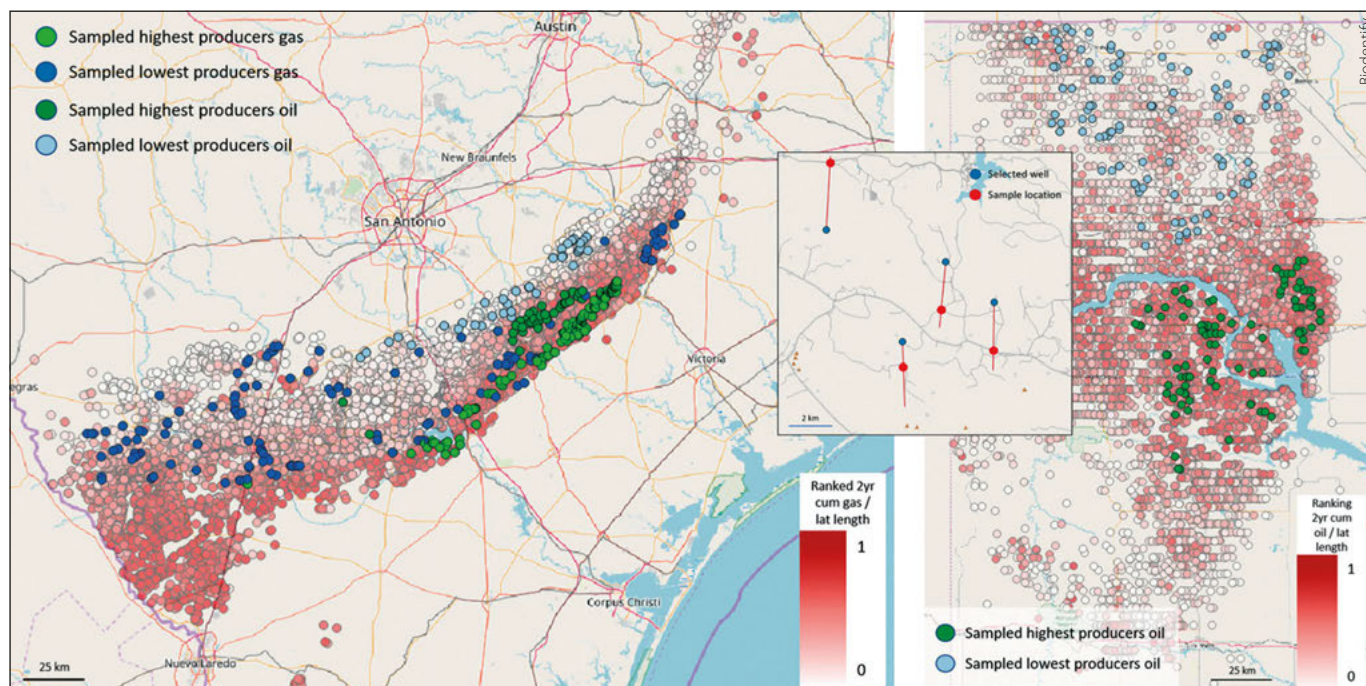 Sampled highest producers gas
Sampled lowest producers gas
Sampled highest producers oil
Sampled lowest producers oil
Austin
New Braunfels
San Antonio
Victoria
Corpus Christi
Nuevo Laredo
egras
25 km
Ranked 2yr
cum gas /
lat length
1
0
Selected well
Sample location
2 km
Biodentify
Ranking
2yr cum
oil / lat
length
1
0
Sampled highest producers oil
Sampled lowest producers oil
25 km